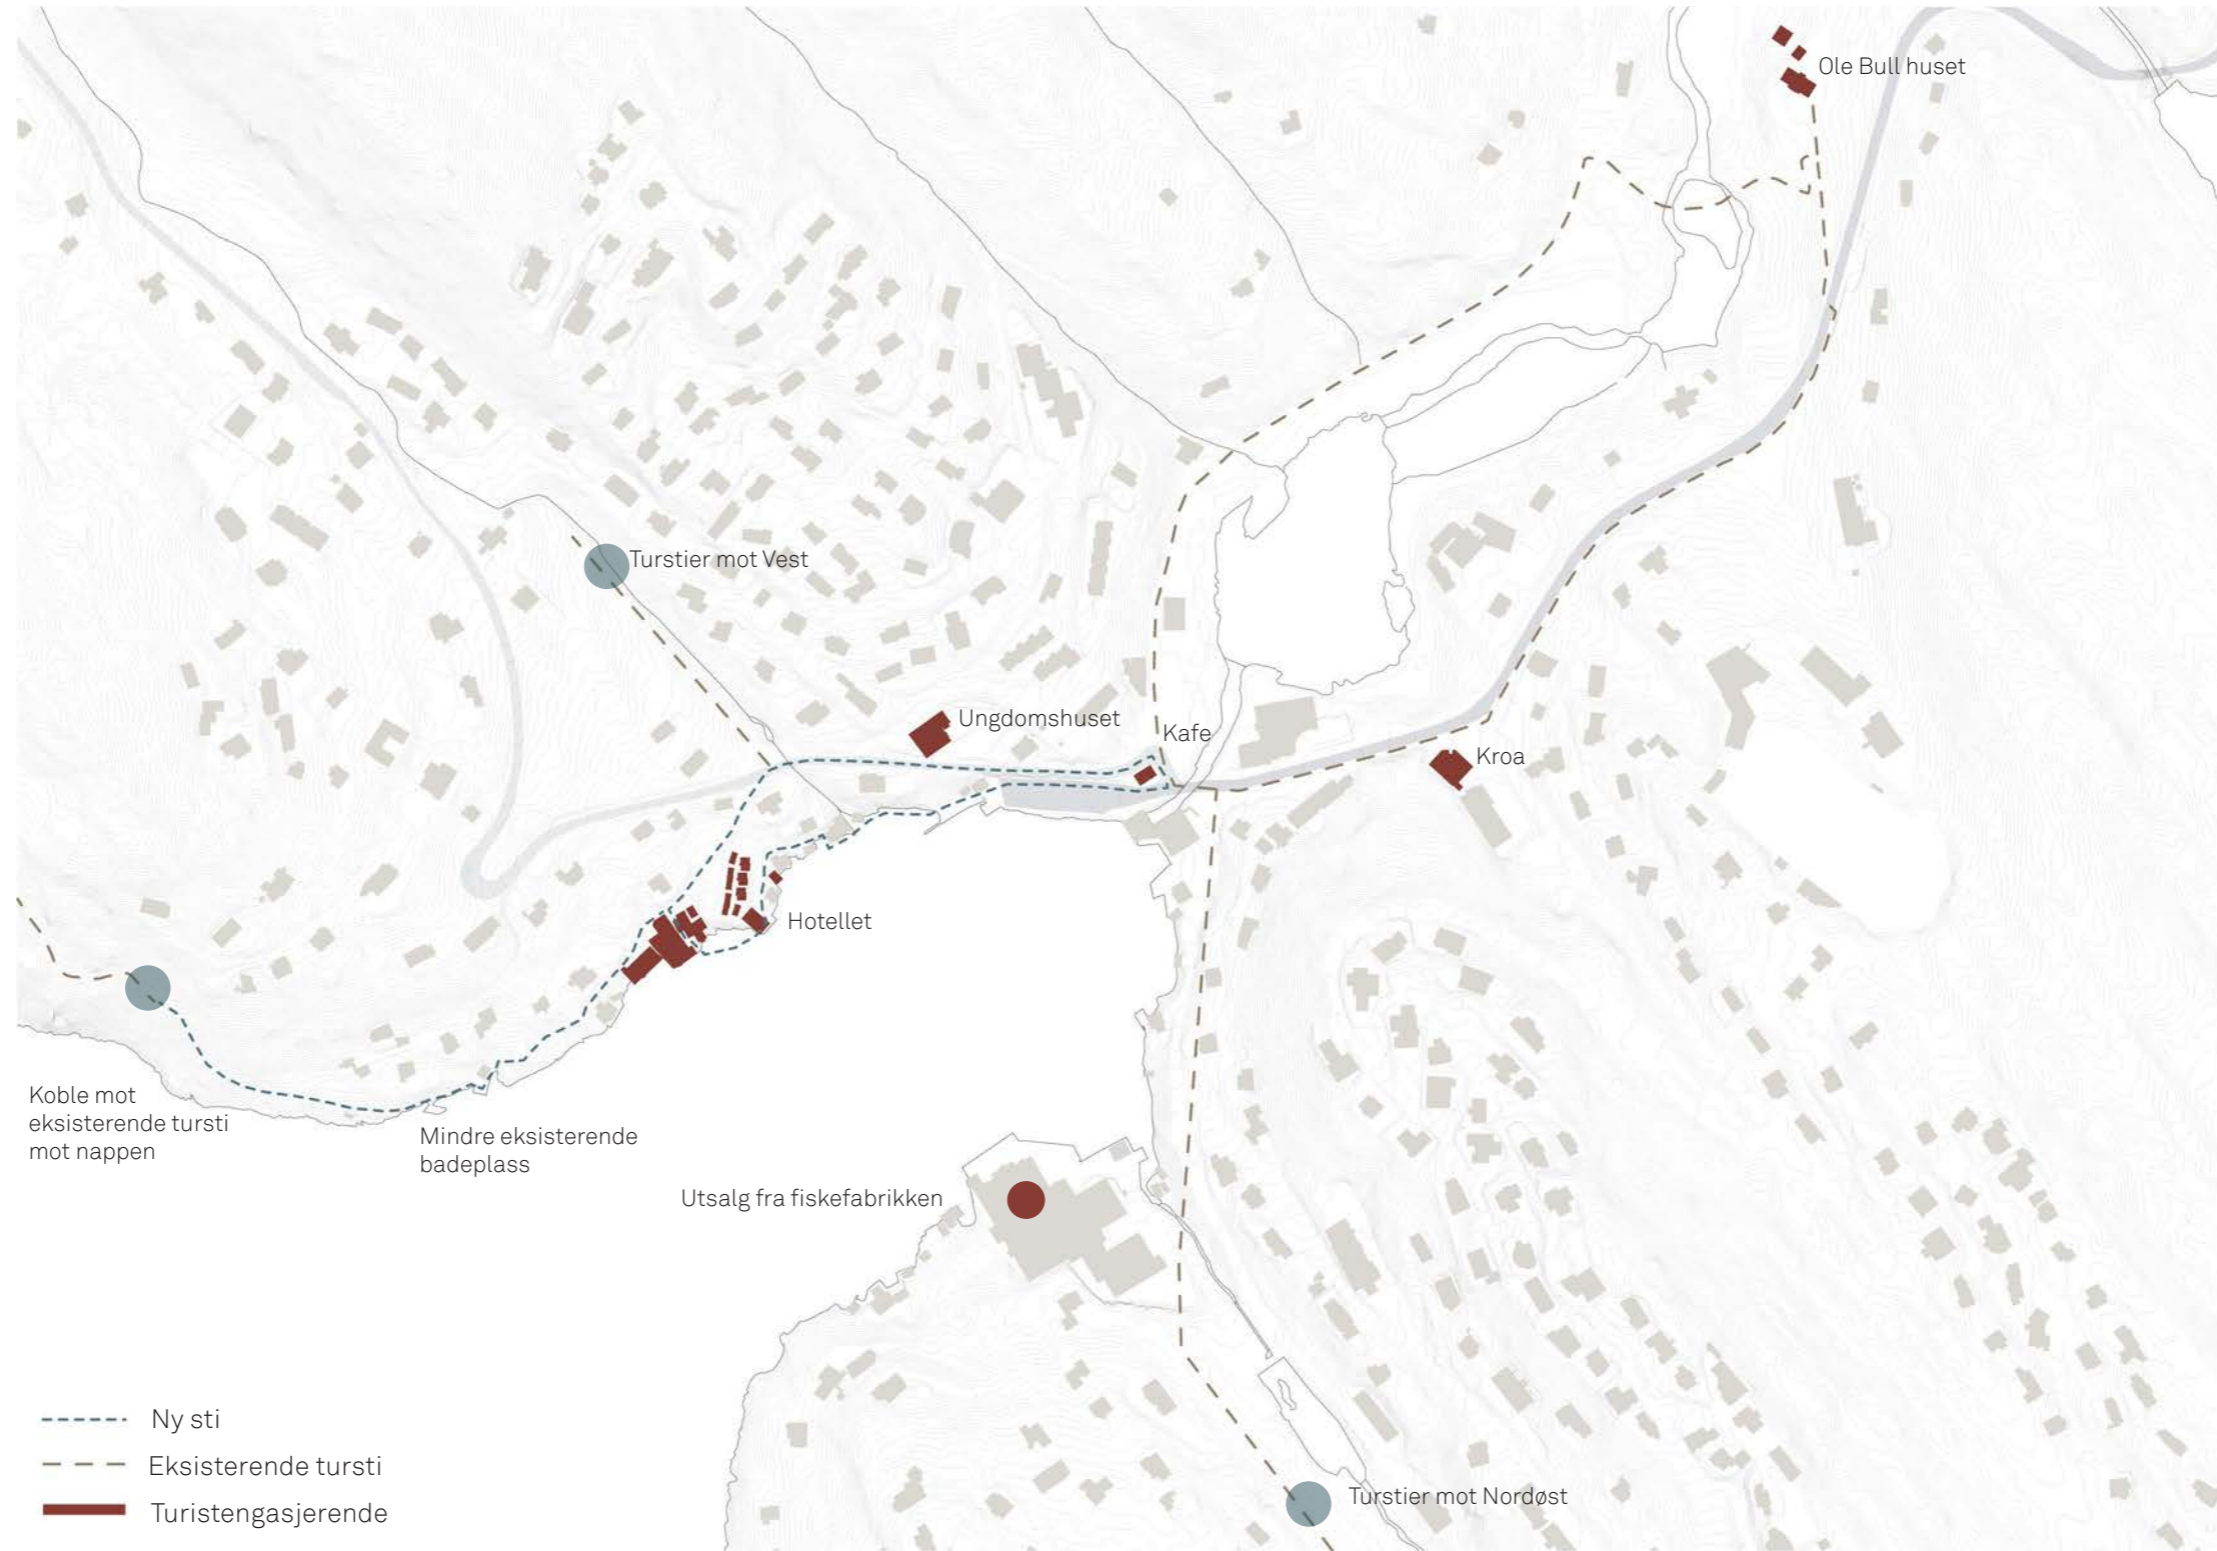 Ole Bull huset
Turstier mot Vest
Ungdomshuset
Kafe
Kroa
Hotellet
Koble mot
eksisterende tursti
mot nappen
Mindre eksisterende
badeplass
Utsalg fra fiskefabrikken
Ny sti
Eksisterende tursti
Turistengasjerende
Turstier mot Nordøst